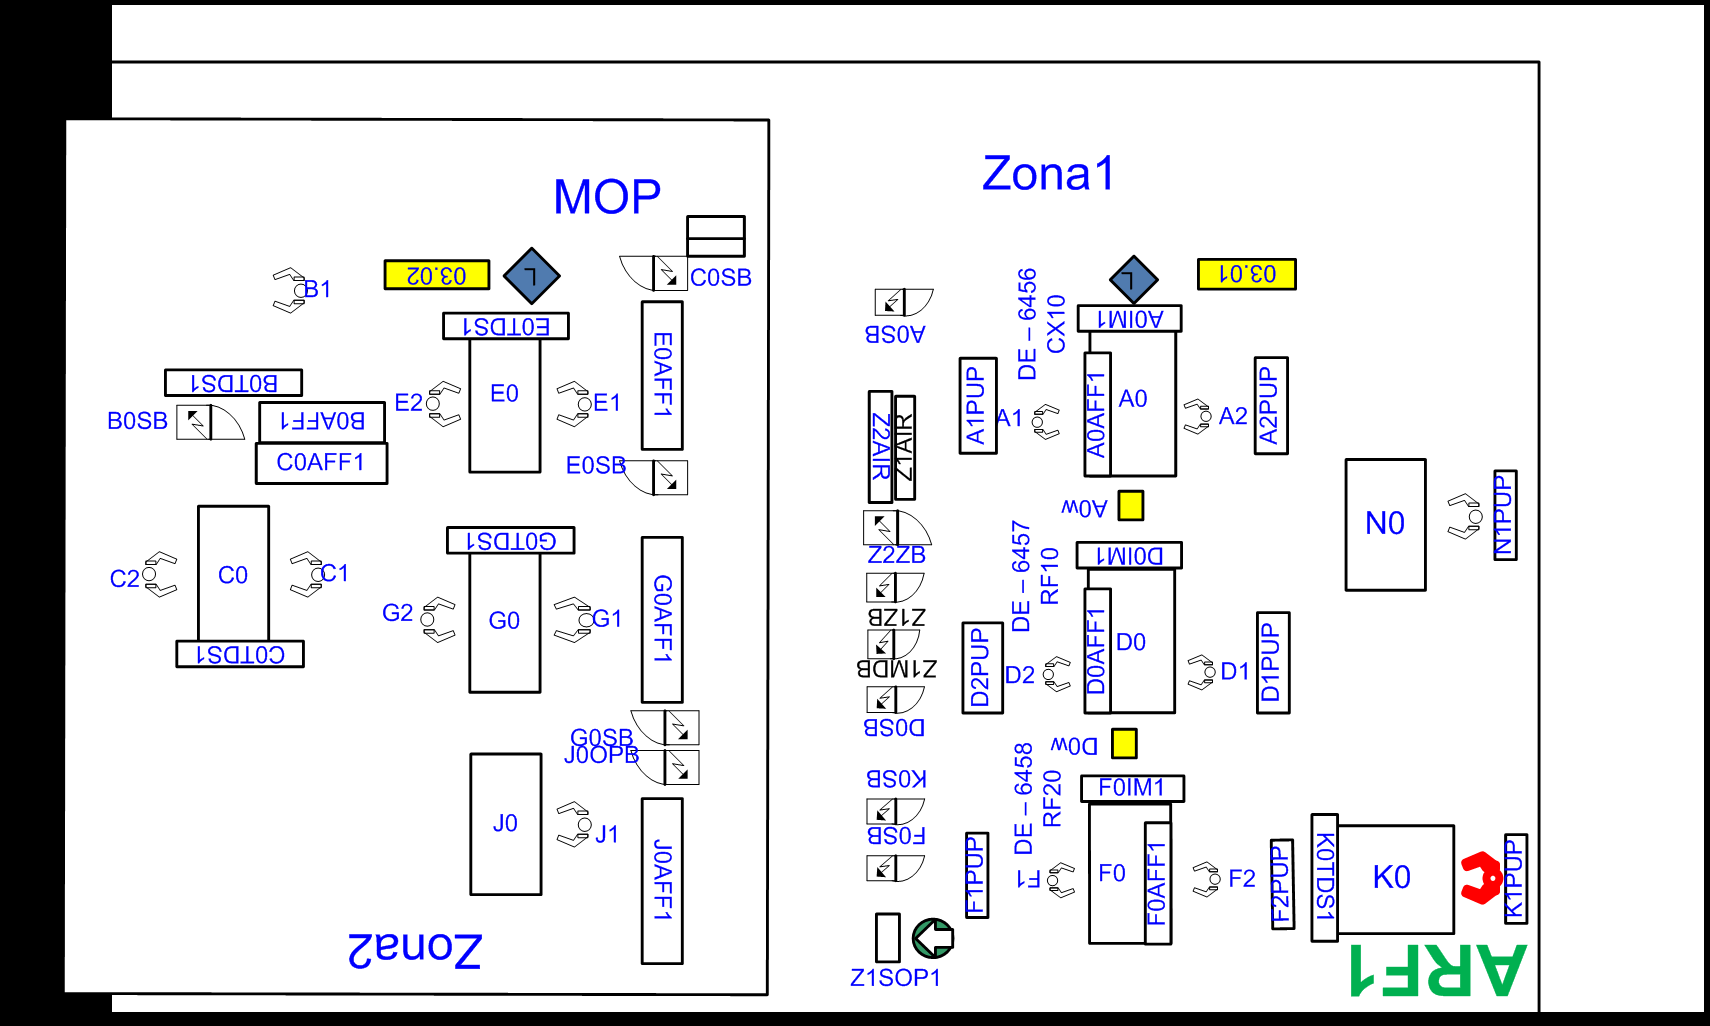 Zona1
MOP
C0SB
B1
03.02
L
L
03.01
DE – 6456
CX10
A0SB
E0TDS1
A0IM1
E0AFF1
B0TDS1
B0SB
B0AFF1
C0AFF1
E2
E0
E1
E0SB
Z2AIR
Z1AIR
A1PUP
A1
A0AFF1
A0
A2
A2PUP
A0w
N0
N1PUP
Z2ZB
DE – 6457
RF10
G0TDS1
D0IM1
C2
C0
C1
G2
G0
G1
G0AFF1
Z1ZB
C0TDS1
Z1MDB
D2PUP
D2
D0AFF1
D0
D1
D1PUP
D0SB
G0SB
J0OPB
D0w
DE – 6458
RF20
K0SB
F0IM1
J0
J1
J0AFF1
F0SB
F1PUP
F1
F0
F0AFF1
F2
F2PUP
K0TDS1
K0
K1PUP
Zona2
Z1SOP1
ARF1